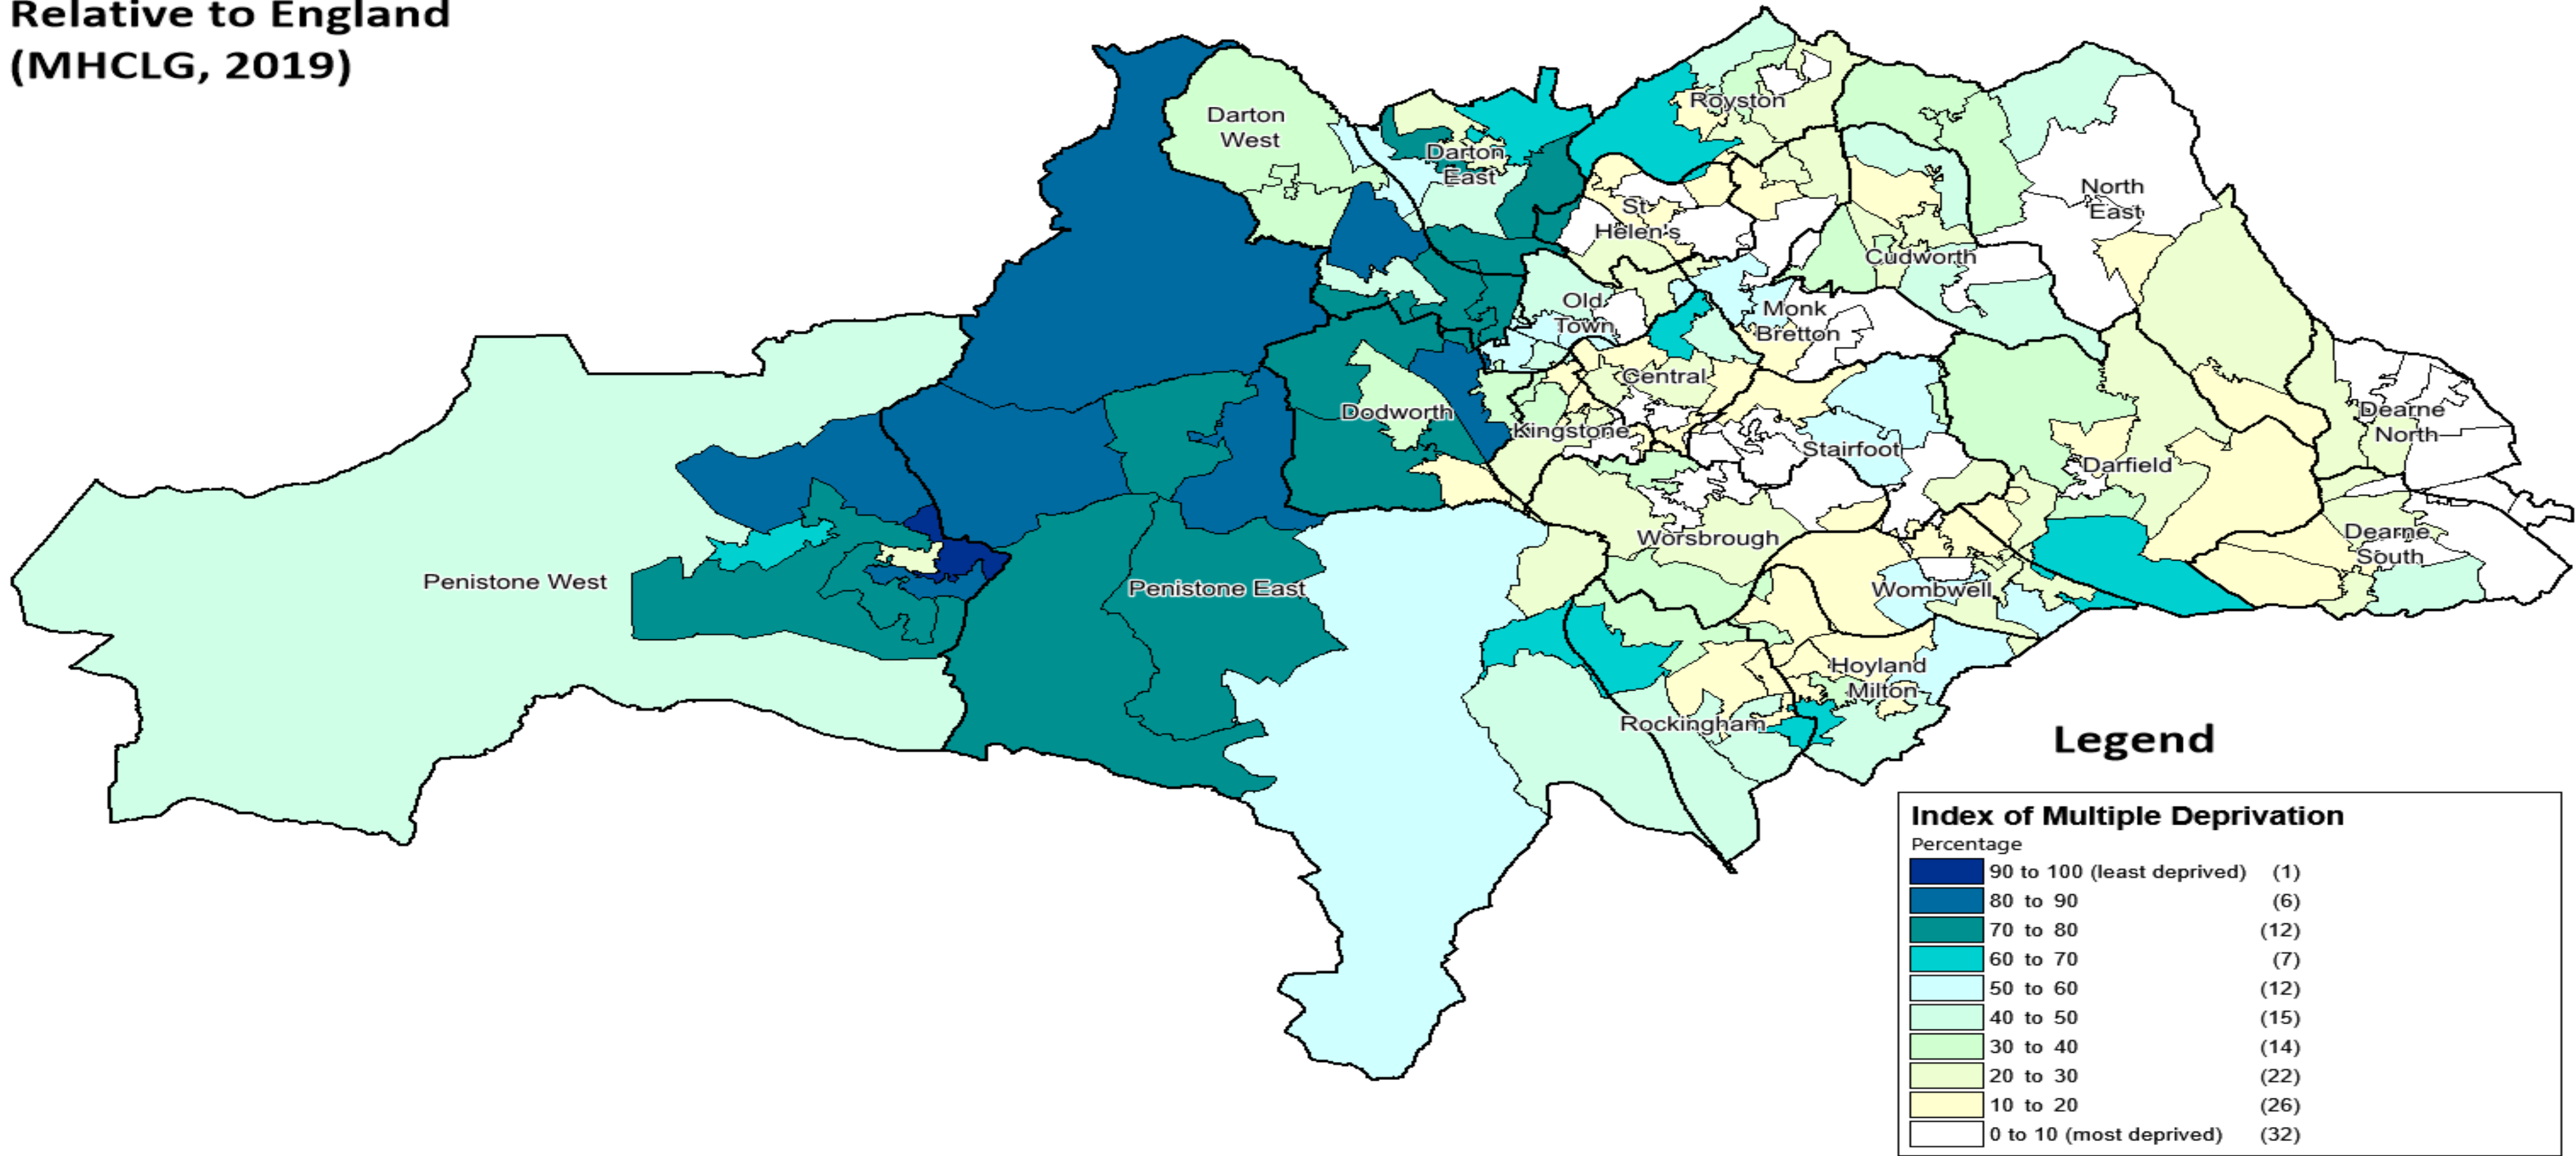 Relative to England
(MHCLG, 2019)
Darton
West
Darton
East
Royston
North
East
St
Helen's
Cudworth
Old
Town
Monk
Bretton
Central
Dodworth
Kingstone
Stairfoot
Dearne
North
Darfield
Worsbrough
Dearne
South
Penistone West
Penistone East
Wombwell
Hoyland
Milton
Rockingham
Legend
Index of Multiple Deprivation
Percentage
90 to 100 (least deprived) (1)
80 to 90 (6)
70 to 80 (12)
60 to 70 (7)
50 to 60 (12)
40 to 50 (15)
30 to 40 (14)
20 to 30 (22)
10 to 20 (26)
0 to 10 (most deprived) (32)